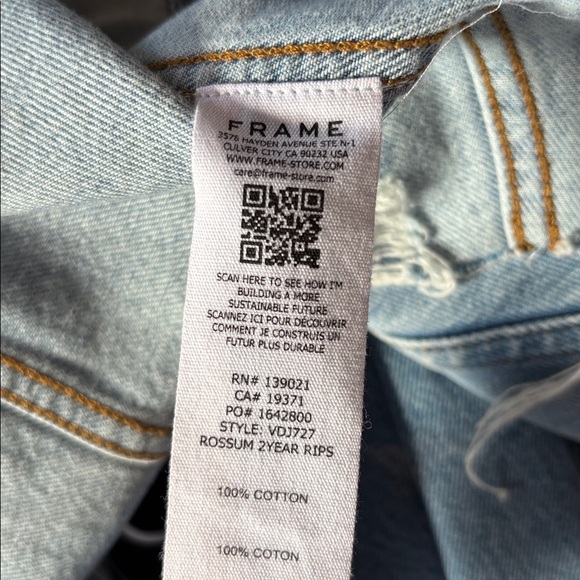 FRAME
3578 HAYDEN AVENUE STE N-1
CULVER CITY CA 90232 USA
WWW.FRAME-STORE.COM
care@frame-store.com
SCAN HERE TO SEE HOW I'M
BUILDING A MORE
SUSTAINABLE FUTURE
SCANNEZ ICI POUR DÉCOUVRIR
COMMENT JE CONSTRUIS UN
FUTUR PLUS DURABLE
RN# 139021
CA# 19371
PO# 1642800
STYLE: VDJ727
ROSSUM 2YEAR RIPS
100% COTTON
100% COTON